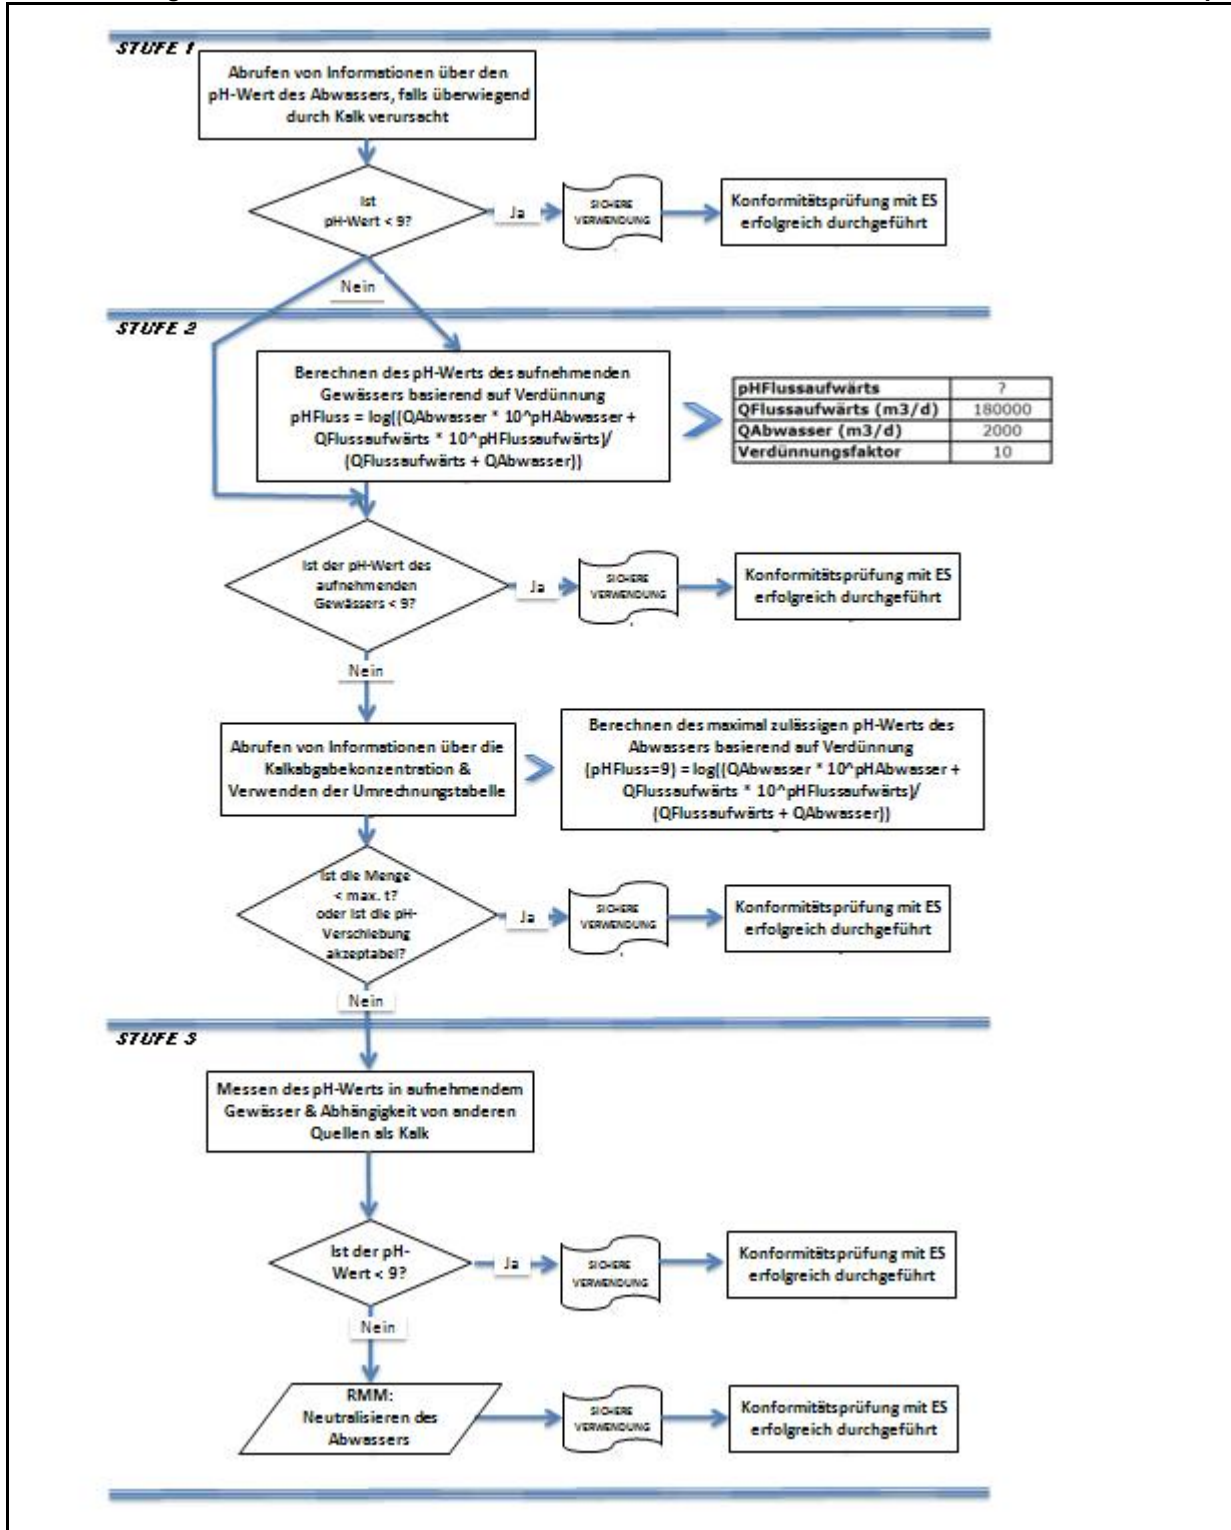 STUFE 1
Abrufen von Informationen über den
pH-Wert des Abwassers, falls überwiegend
durch Kalk verursacht
Ist
pH-Wert < 9?
Ja
SICHERE
VERWENDUNG
Konformitätsprüfung mit ES
erfolgreich durchgeführt
Nein
STUFE 2
Berechnen des pH-Werts des aufnehmenden
Gewässers basierend auf Verdünnung
pHFluss = log((QAbwasser * 10^pHAbwasser +
QFlussaufwärts * 10^pHFlussaufwärts)/
(QFlussaufwärts + QAbwasser))
pHFlussaufwärts ?
QFlussaufwärts (m3/d) 180000
QAbwasser (m3/d) 2000
Verdünnungsfaktor 10
Ist der pH-Wert des
aufnehmenden
Gewässers < 9?
Ja
SICHERE
VERWENDUNG
Konformitätsprüfung mit ES
erfolgreich durchgeführt
Nein
Abrufen von Informationen über die
Kalkabgabekonzentration &
Verwenden der Umrechnungstabelle
Berechnen des maximal zulässigen pH-Werts des
Abwassers basierend auf Verdünnung
(pHFluss=9) = log((QAbwasser * 10^pHAbwasser +
QFlussaufwärts * 10^pHFlussaufwärts)/
(QFlussaufwärts + QAbwasser))
Ist die Menge
< max. t?
oder ist die pH-
Verschiebung
akzeptabel?
Ja
SICHERE
VERWENDUNG
Konformitätsprüfung mit ES
erfolgreich durchgeführt
Nein
STUFE 3
Messen des pH-Werts in aufnehmendem
Gewässer & Abhängigkeit von anderen
Quellen als Kalk
Ist der pH-
Wert < 9?
Ja
SICHERE
VERWENDUNG
Konformitätsprüfung mit ES
erfolgreich durchgeführt
Nein
RMM:
Neutralisieren des
Abwassers
SICHERE
VERWENDUNG
Konformitätsprüfung mit ES
erfolgreich durchgeführt